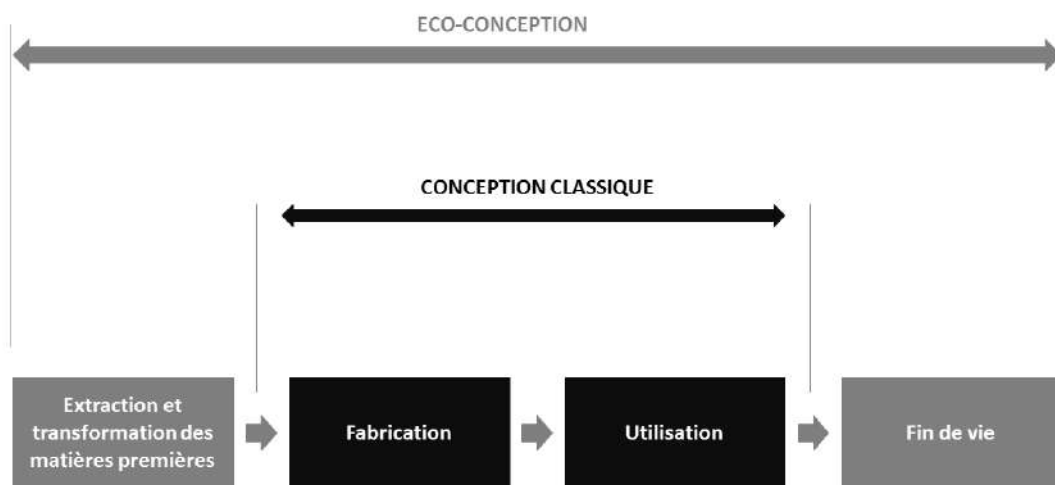 ECO-CONCEPTION
CONCEPTION CLASSIQUE
Extraction et
transformation des
matières premières
Fabrication
Utilisation
Fin de vie